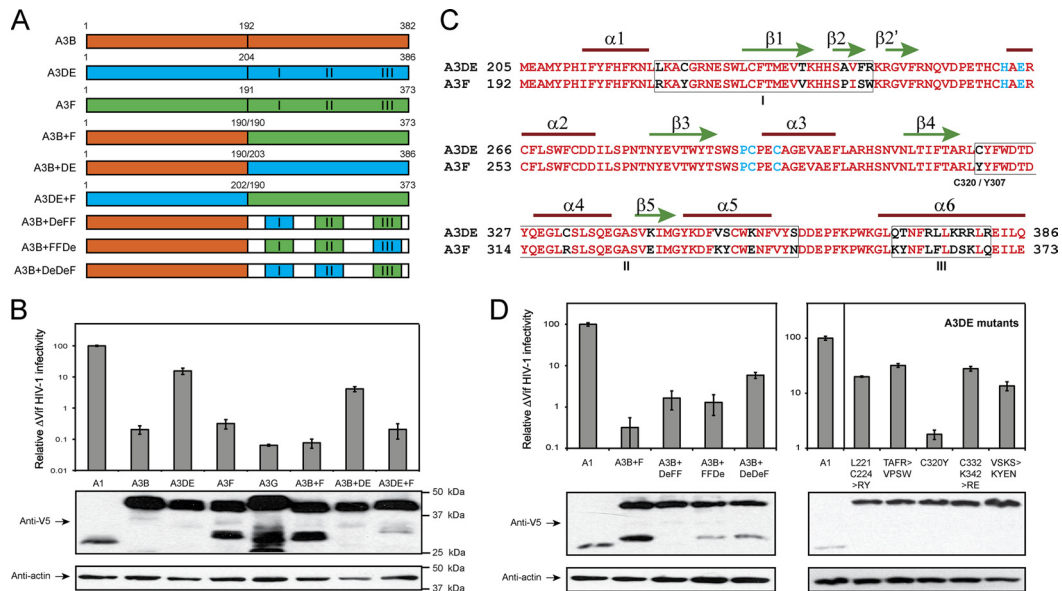 A
1 192 382
A3B
1 204 386
A3DE I II III
1 191 373
A3F I II III
1 190/190 373
A3B+F
1 190/203 386
A3B+DE
1 202/190 373
A3DE+F
A3B+DeFF I II III
A3B+FFDe I II III
A3B+DeDeF I II III
B
Relative ΔVif HIV-1 infectivity
100
10
1
0.1
0.01
A1 A3B A3DE A3F A3G A3B+F A3B+DE A3DE+F
50 kDa
Anti-V5
37 kDa
25 kDa
50 kDa
Anti-actin
37 kDa
C
α1 β1 β2 β2'
A3DE 205 MEAMYPHIFYFHFKNLLKACGRNESWLCFTMEVTKHHSAVFRKRGVFRNQVDPETHCHAER
A3F 192 MEAMYPHIFYFHFKNLRKAYGRNESWLCFTMEVVKHHSPISWKRGVFRNQVDPETHCHAER
I
α2 β3 α3 β4
A3DE 266 CFLSWFCDDILSPNTNYEVTWYTSWSPCPECAGEVAEFLARHSNVNLTIFTARLCYFWDTD
A3F 253 CFLSWFCDDILSPNTNYEVTWYTSWSPCPECAGEVAEFLARHSNVNLTIFTARLYYFWDTD
C320 / Y307
α4 β5 α5 α6
A3DE 327 YQEGLCSLSQEGASVKIMGYKDFVSCWKNFVYSDDEPFKPWKGLQTNFRLLKRRLREILQ 386
A3F 314 YQEGLRSLSQEGASVEIMGYKDFKYCWENFVYNDDEPFKPWKGLKYNFLFLDSKLQEILE 373
II III
D
Relative ΔVif HIV-1 infectivity
100
10
1
0.1
A1 A3B+F A3B+DeFF A3B+FFDe A3B+DeDeF
A3DE mutants
100
10
1
A1 L221 C224 >RY TAFR> VPSW C320Y C332 K342 >RE VSKS> KYEN
Anti-V5
Anti-actin